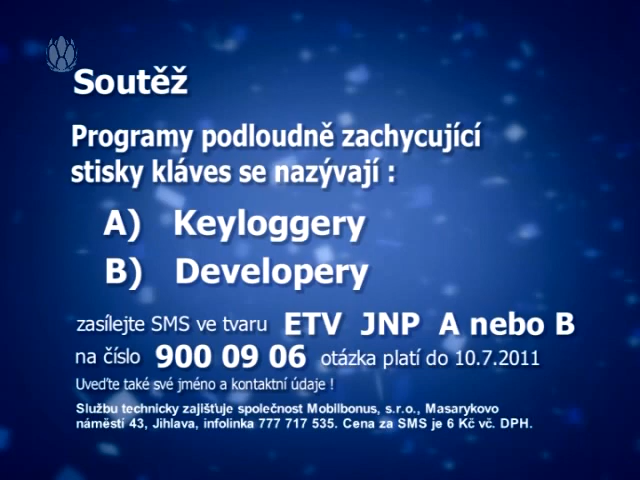 Soutěž
Programy podloudně zachycující
stisky kláves se nazývají :
A) Keyloggery
B) Developery
zasílejte SMS ve tvaru ETV JNP A nebo B
na číslo 900 09 06 otázka platí do 10.7.2011
Uveďte také své jméno a kontaktní údaje !
Službu technicky zajišťuje společnost Mobilbonus, s.r.o., Masarykovo
náměstí 43, Jihlava, infolinka 777 717 535. Cena za SMS je 6 Kč vč. DPH.